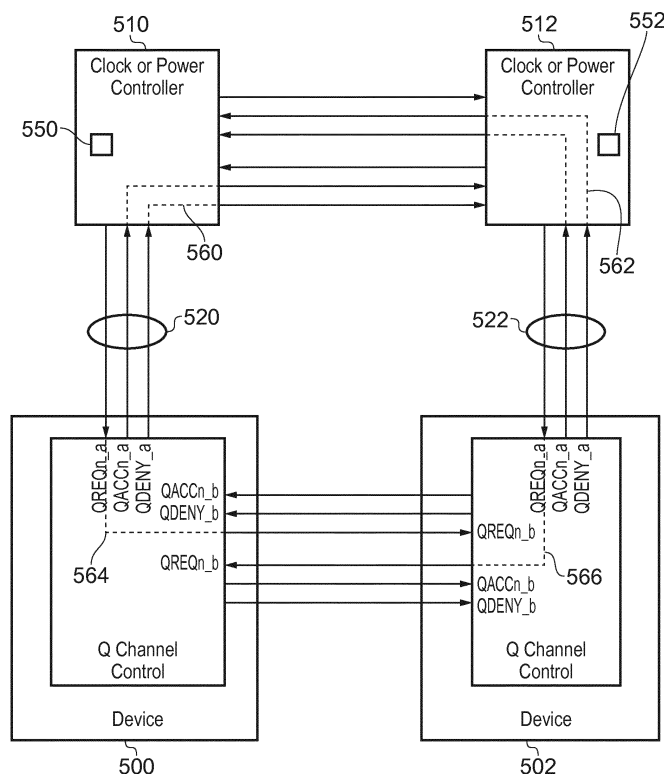 510
512
552
Clock or Power
Controller
Clock or Power
Controller
550
560
562
520
522
QREQn_a
QACCn_a
QDENY_a
QREQn_a
QACCn_a
QDENY_a
QACCn_b
QDENY_b
QREQn_b
564
QREQn_b
566
QACCn_b
QDENY_b
Q Channel
Control
Q Channel
Control
Device
Device
500
502